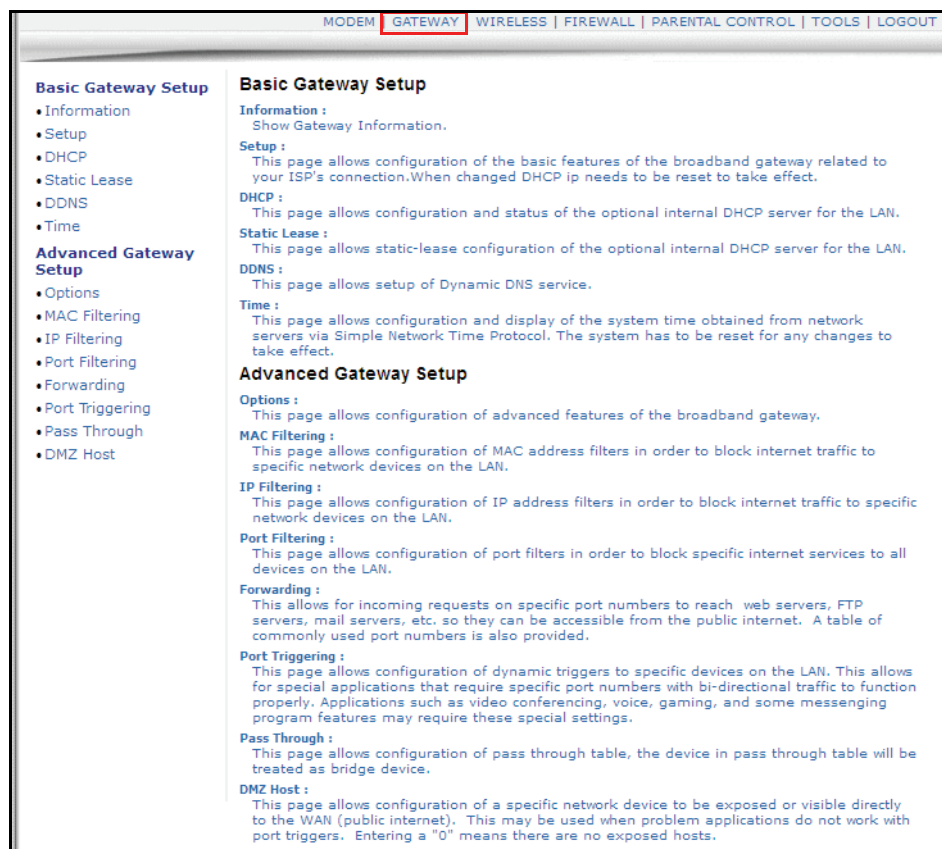 MODEM | GATEWAY | WIRELESS | FIREWALL | PARENTAL CONTROL | TOOLS | LOGOUT
Basic Gateway Setup
• Information
• Setup
• DHCP
• Static Lease
• DDNS
• Time
Advanced Gateway
Setup
• Options
• MAC Filtering
• IP Filtering
• Port Filtering
• Forwarding
• Port Triggering
• Pass Through
• DMZ Host
Basic Gateway Setup
Information :
Show Gateway Information.
Setup :
This page allows configuration of the basic features of the broadband gateway related to
your ISP's connection.When changed DHCP ip needs to be reset to take effect.
DHCP :
This page allows configuration and status of the optional internal DHCP server for the LAN.
Static Lease :
This page allows static-lease configuration of the optional internal DHCP server for the LAN.
DDNS :
This page allows setup of Dynamic DNS service.
Time :
This page allows configuration and display of the system time obtained from network
servers via Simple Network Time Protocol. The system has to be reset for any changes to
take effect.
Advanced Gateway Setup
Options :
This page allows configuration of advanced features of the broadband gateway.
MAC Filtering :
This page allows configuration of MAC address filters in order to block internet traffic to
specific network devices on the LAN.
IP Filtering :
This page allows configuration of IP address filters in order to block internet traffic to specific
network devices on the LAN.
Port Filtering :
This page allows configuration of port filters in order to block specific internet services to all
devices on the LAN.
Forwarding :
This allows for incoming requests on specific port numbers to reach  web servers, FTP
servers, mail servers, etc. so they can be accessible from the public internet.  A table of
commonly used port numbers is also provided.
Port Triggering :
This page allows configuration of dynamic triggers to specific devices on the LAN. This allows
for special applications that require specific port numbers with bi-directional traffic to function
properly. Applications such as video conferencing, voice, gaming, and some messenging
program features may require these special settings.
Pass Through :
This page allows configuration of pass through table, the device in pass through table will be
treated as bridge device.
DMZ Host :
This page allows configuration of a specific network device to be exposed or visible directly
to the WAN (public internet).  This may be used when problem applications do not work with
port triggers.  Entering a "0" means there are no exposed hosts.